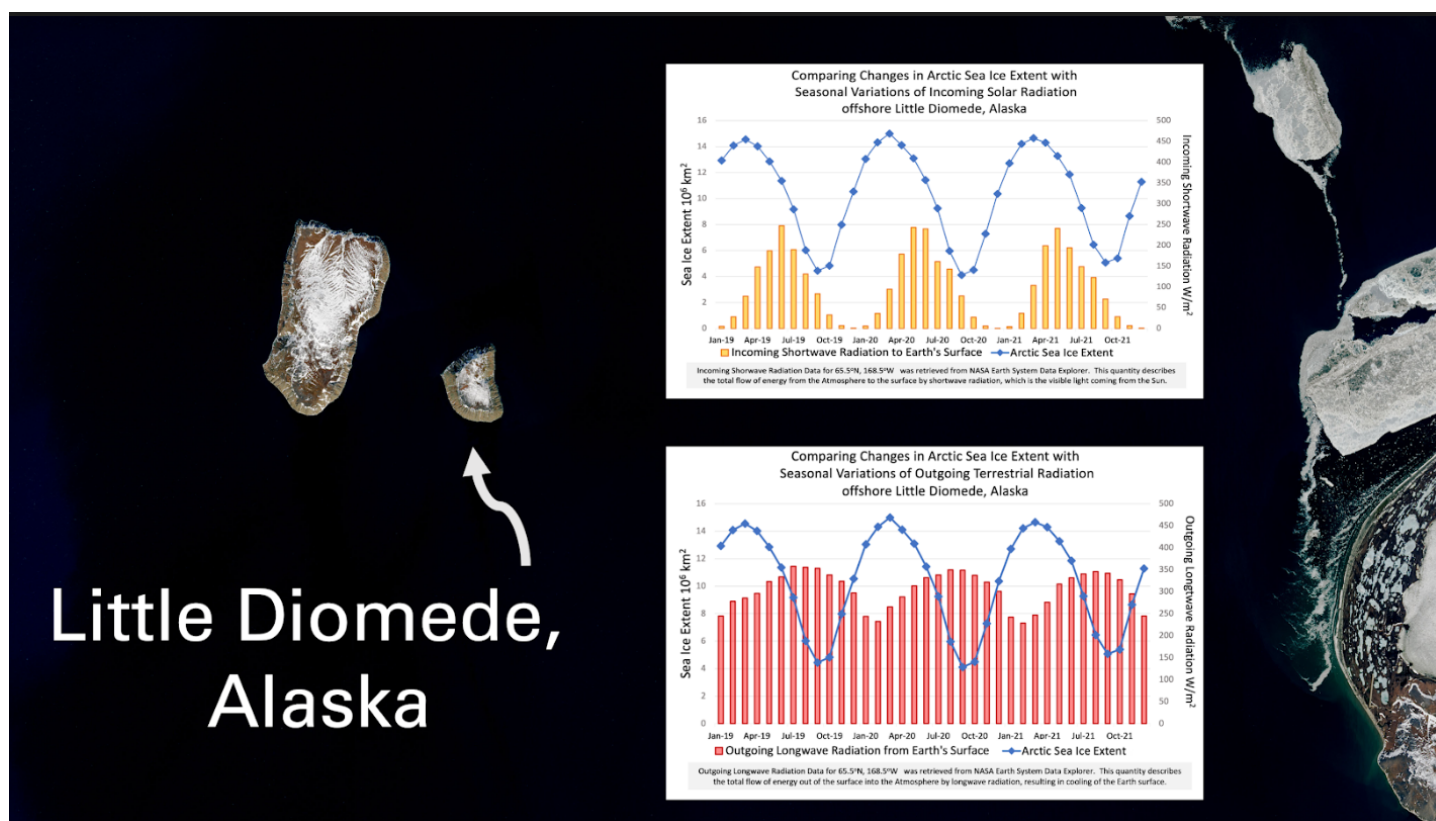 Little Diomede,
Alaska
Comparing Changes in Arctic Sea Ice Extent with
Seasonal Variations of Incoming Solar Radiation
offshore Little Diomede, Alaska
Sea Ice Extent 10⁶ km²
16
14
12
10
8
6
4
2
0
500
450
400
350
300
250
200
150
100
50
0
Incoming Shortwave Radiation W/m²
Jan-19 Apr-19 Jul-19 Oct-19 Jan-20 Apr-20 Jul-20 Oct-20 Jan-21 Apr-21 Jul-21 Oct-21
Incoming Shortwave Radiation to Earth's Surface Arctic Sea Ice Extent
Incoming Shorwave Radiation Data for 65.5°N, 168.5°W was retrieved from NASA Earth System Data Explorer. This quantity describes
the total flow of energy from the Atmosphere to the surface by shortwave radiation, which is the visible light coming from the Sun.
Comparing Changes in Arctic Sea Ice Extent with
Seasonal Variations of Outgoing Terrestrial Radiation
offshore Little Diomede, Alaska
Sea Ice Extent 10⁶ km²
16
14
12
10
8
6
4
2
0
500
450
400
350
300
250
200
150
100
50
0
Outgoing Longtwave Radiation W/m²
Jan-19 Apr-19 Jul-19 Oct-19 Jan-20 Apr-20 Jul-20 Oct-20 Jan-21 Apr-21 Jul-21 Oct-21
Outgoing Longwave Radiation from Earth's Surface Arctic Sea Ice Extent
Outgoing Longwave Radiation Data for 65.5°N, 168.5°W was retrieved from NASA Earth System Data Explorer. This quantity describes
the total flow of energy out of the surface into the Atmosphere by longwave radiation, resulting in cooling of the Earth surface.